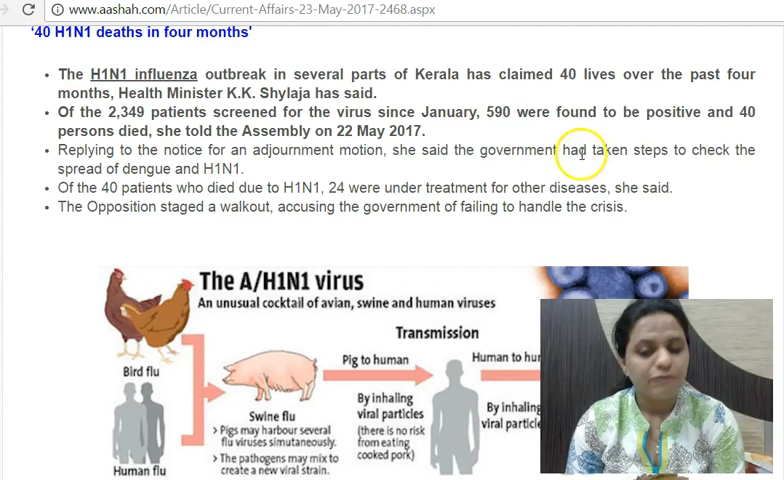 www.aashah.com/Article/Current-Affairs-23-May-2017-2468.aspx
'40 H1N1 deaths in four months'
The H1N1 influenza outbreak in several parts of Kerala has claimed 40 lives over the past four
months, Health Minister K.K. Shylaja has said.
Of the 2,349 patients screened for the virus since January, 590 were found to be positive and 40
persons died, she told the Assembly on 22 May 2017.
Replying to the notice for an adjournment motion, she said the government had taken steps to check the
spread of dengue and H1N1.
Of the 40 patients who died due to H1N1, 24 were under treatment for other diseases, she said.
The Opposition staged a walkout, accusing the government of failing to handle the crisis.
The A/H1N1 virus
An unusual cocktail of avian, swine and human viruses
Transmission
Bird flu
Human flu
Swine flu
> Pigs may harbour several
flu viruses simutaneously.
> The pathogens may mix to
create a new viral strain.
Pig to human
By inhaling
viral particles
(there is no risk
from eating
cooked pork)
Human to hu
By inhaling
viral particle